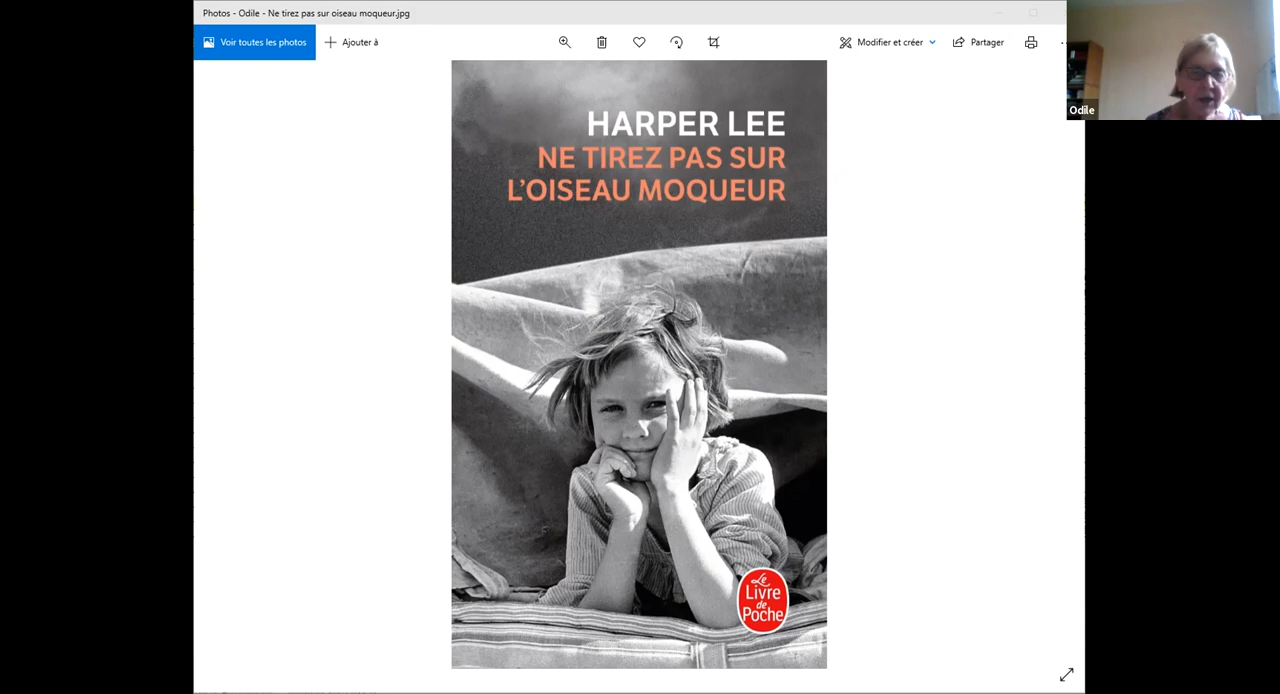 Photos - Odile - Ne tirez pas sur oiseau moqueur.jpg
Voir toutes les photos
Ajouter à
Modifier et créer
Partager
Odile
HARPER LEE
NE TIREZ PAS SUR
L'OISEAU MOQUEUR
Le
Livre
de
Poche